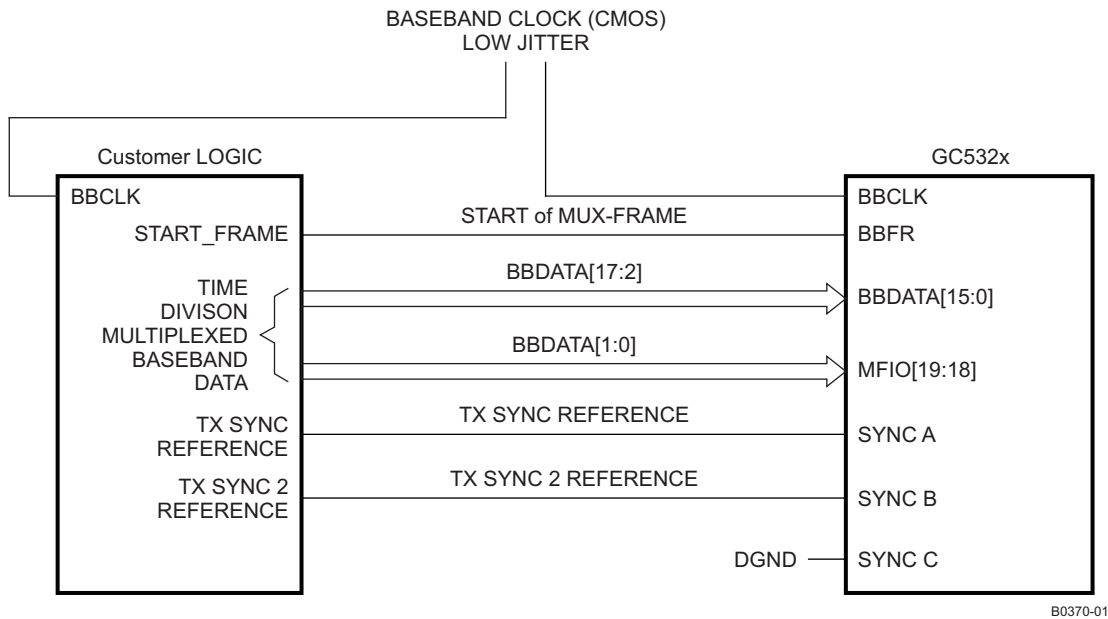 BASEBAND CLOCK (CMOS)
LOW JITTER
Customer LOGIC
GC532x
BBCLK
BBCLK
START_FRAME
START of MUX-FRAME
BBFR
TIME
DIVISON
MULTIPLEXED
BASEBAND
DATA
BBDATA[17:2]
BBDATA[15:0]
BBDATA[1:0]
MFIO[19:18]
TX SYNC
REFERENCE
TX SYNC REFERENCE
SYNC A
TX SYNC 2
REFERENCE
TX SYNC 2 REFERENCE
SYNC B
DGND
SYNC C
B0370-01